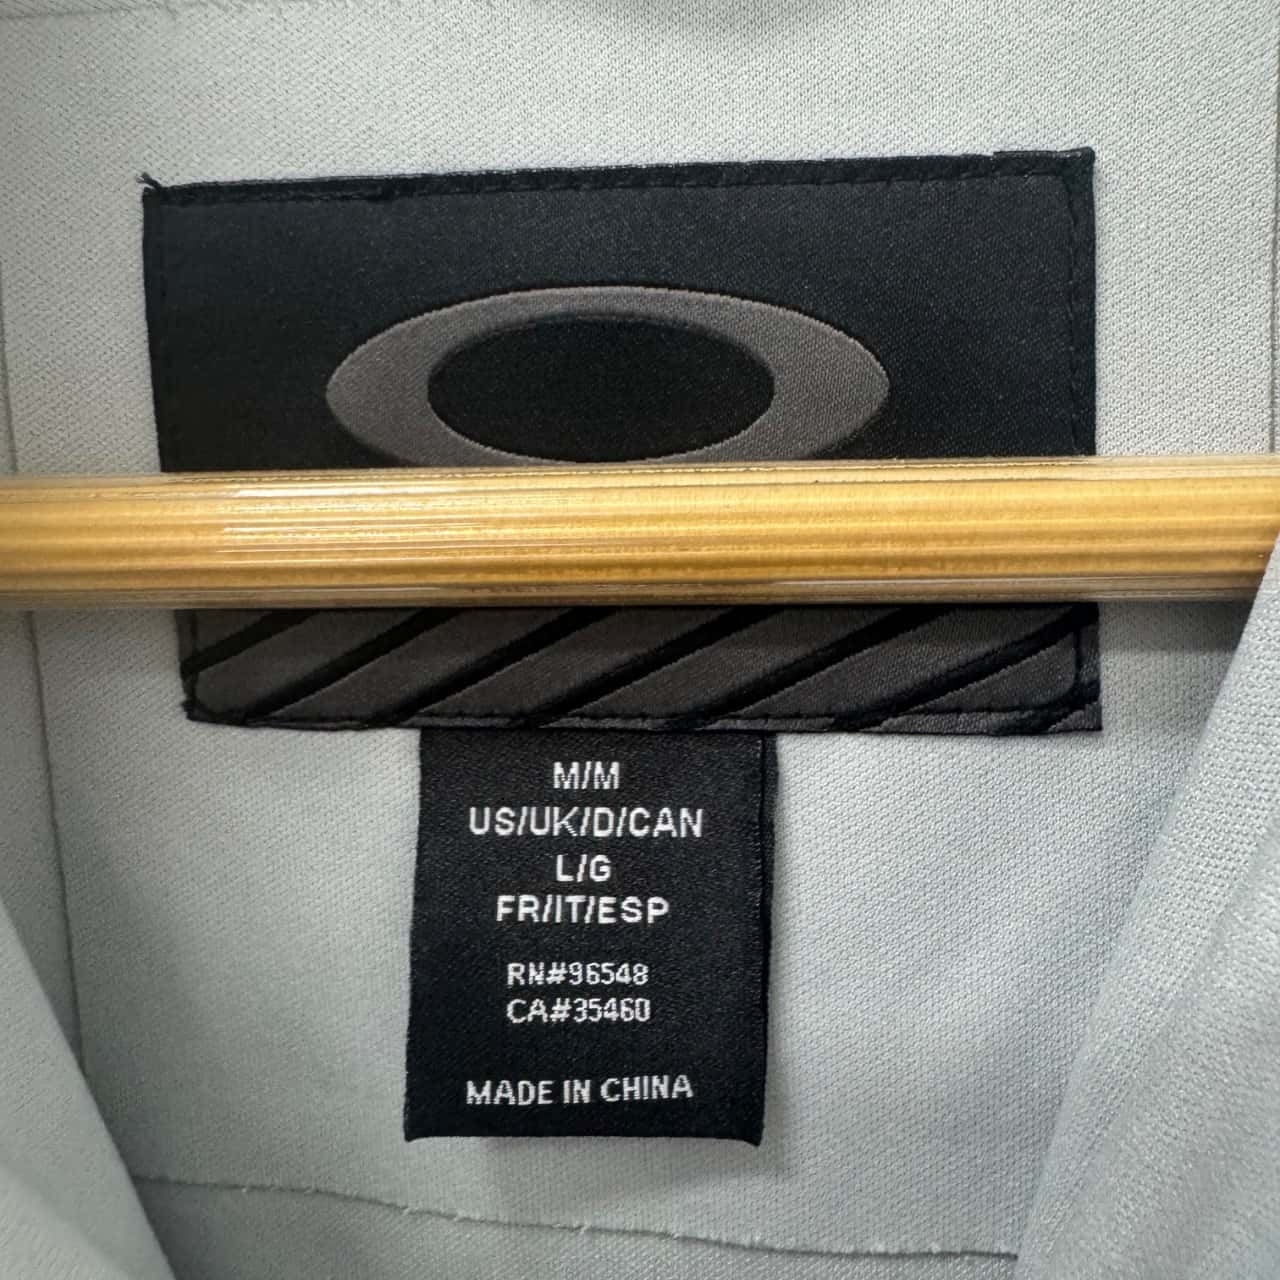 M/M
US/UK/D/CAN
L/G
FR/IT/ESP
RN#96548
CA#35460
MADE IN CHINA